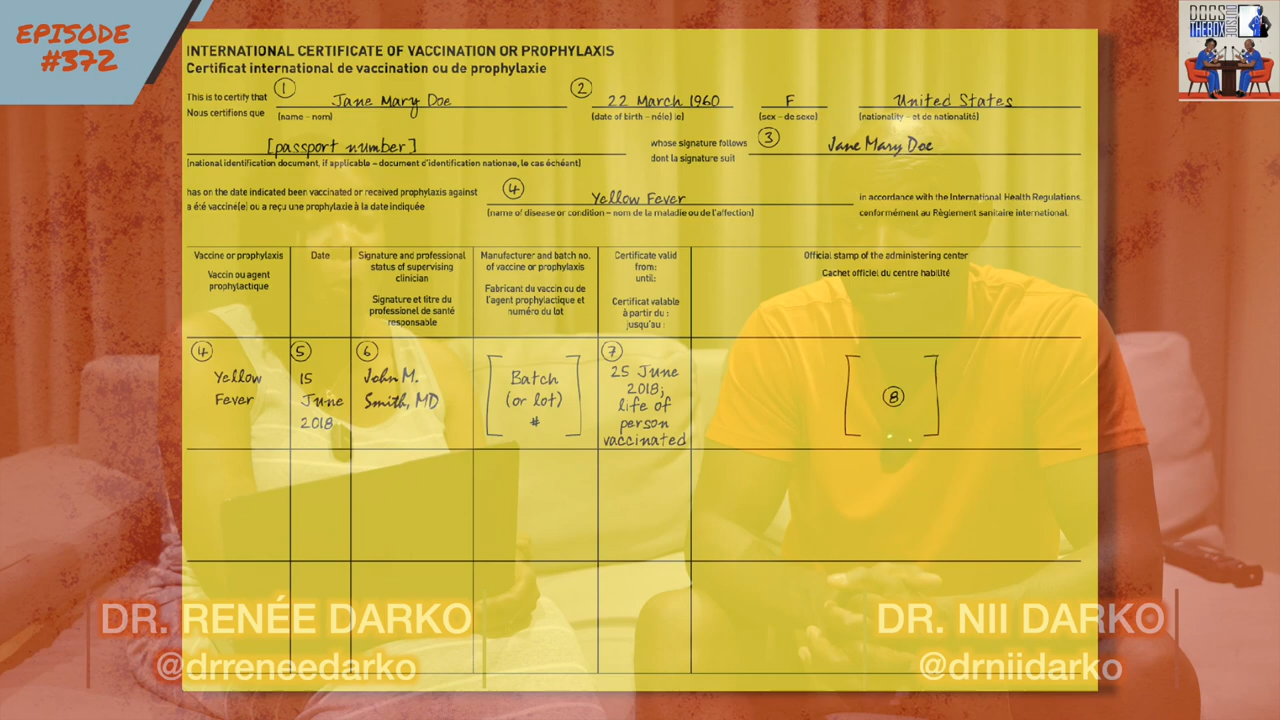 EPISODE
#372
DOCS
OUTSIDE
THEBOX
INTERNATIONAL CERTIFICATE OF VACCINATION OR PROPHYLAXIS
Certificat international de vaccination ou de prophylaxie
This is to certify that
Nous certifions que
① Jane Mary Doe
(name – nom)
② 22 March 1960
(date of birth – né(e) le)
F
(sex – de sexe)
United States
(nationality – et de nationalité)
[passport number]
(national identification document, if applicable – document d'identification nationae, le cas échéant)
whose signature follows
dont la signature suit
③ Jane Mary Doe
has on the date indicated been vaccinated or received prophylaxis against
a été vacciné(e) ou a reçu une prophylaxie à la date indiquée
④ Yellow Fever
(name of disease or condition – nom de la maladie ou de l'affection)
in accordance with the International Health Regulations.
conformément au Règlement sanitaire international.
Vaccine or prophylaxis
Vaccin ou agent
prophylactique
Date
Signature and professional
status of supervising
clinician
Signature et titre du
professionel de santé
responsable
Manufacturer and batch no.
of vaccine or prophylaxis
Fabricant du vaccin ou de
l'agent prophylactique et
numéro du lot
Certificate valid
from:
until:
Certificat valable
à partir du :
jusqu'au :
Official stamp of the administering center
Cachet officiel du centre habilité
④
Yellow
Fever
⑤
15
June
2018
⑥
John M.
Smith, MD
Batch
(or lot)
#
⑦
25 June
2018;
life of
person
vaccinated
⑧
DR. RENÉE DARKO
@drreneedarko
DR. NII DARKO
@drniidarko